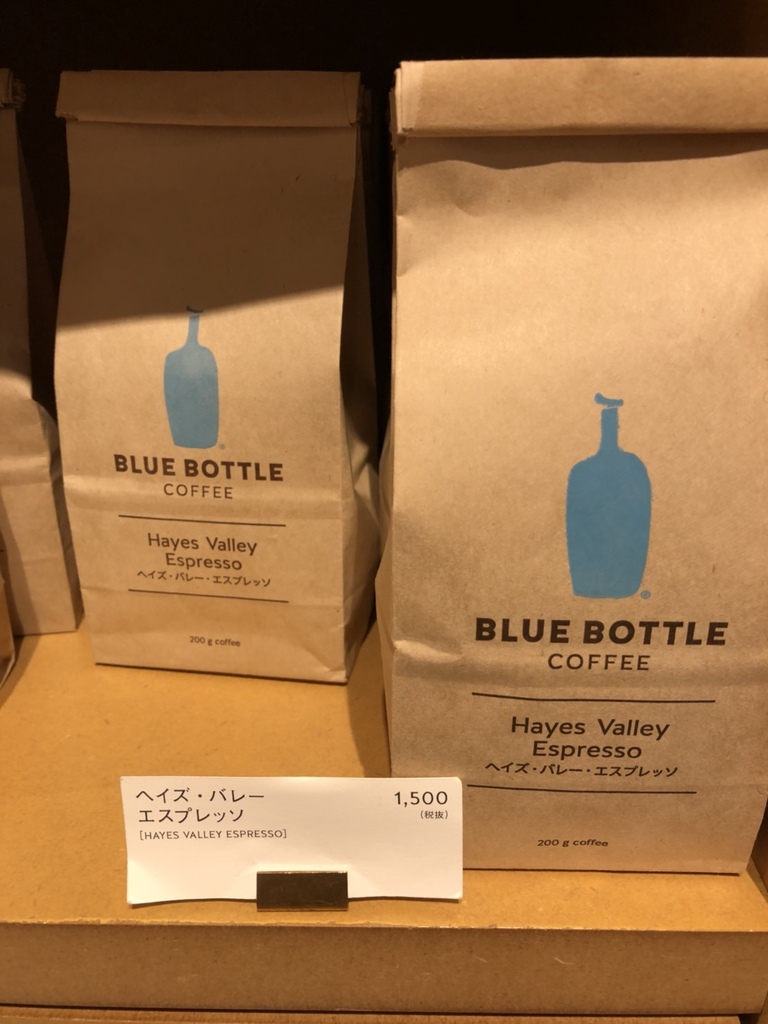 BLUE BOTTLE
COFFEE
Hayes Valley
Espresso
ヘイズ・バレー・エスプレッソ
200 g coffee
BLUE BOTTLE
COFFEE
Hayes Valley
Espresso
ヘイズ・バレー・エスプレッソ
200 g coffee
ヘイズ・バレー
エスプレッソ
[HAYES VALLEY ESPRESSO]
1,500
(税抜)